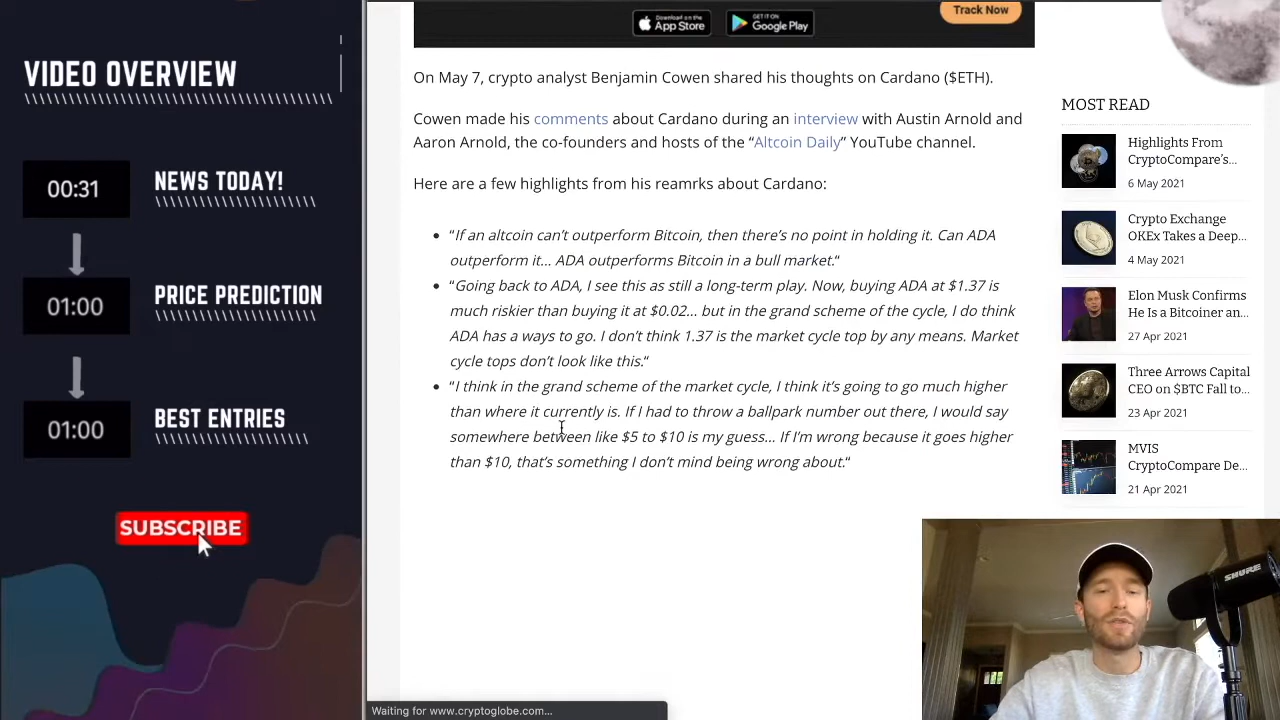 VIDEO OVERVIEW
00:31
NEWS TODAY!
01:00
PRICE PREDICTION
01:00
BEST ENTRIES
SUBSCRIBE
Download on the
App Store
GET IT ON
Google Play
Track Now
On May 7, crypto analyst Benjamin Cowen shared his thoughts on Cardano ($ETH).
Cowen made his comments about Cardano during an interview with Austin Arnold and
Aaron Arnold, the co-founders and hosts of the “Altcoin Daily” YouTube channel.
Here are a few highlights from his reamrks about Cardano:
• “If an altcoin can’t outperform Bitcoin, then there’s no point in holding it. Can ADA
outperform it… ADA outperforms Bitcoin in a bull market.“
• “Going back to ADA, I see this as still a long-term play. Now, buying ADA at $1.37 is
much riskier than buying it at $0.02… but in the grand scheme of the cycle, I do think
ADA has a ways to go. I don’t think 1.37 is the market cycle top by any means. Market
cycle tops don’t look like this.“
• “I think in the grand scheme of the market cycle, I think it’s going to go much higher
than where it currently is. If I had to throw a ballpark number out there, I would say
somewhere between like $5 to $10 is my guess… If I’m wrong because it goes higher
than $10, that’s something I don’t mind being wrong about.“
MOST READ
Highlights From
CryptoCompare’s...
6 May 2021
Crypto Exchange
OKEx Takes a Deep...
4 May 2021
Elon Musk Confirms
He Is a Bitcoiner an...
27 Apr 2021
Three Arrows Capital
CEO on $BTC Fall to...
23 Apr 2021
MVIS
CryptoCompare De...
21 Apr 2021
SHURE
Waiting for www.cryptoglobe.com...